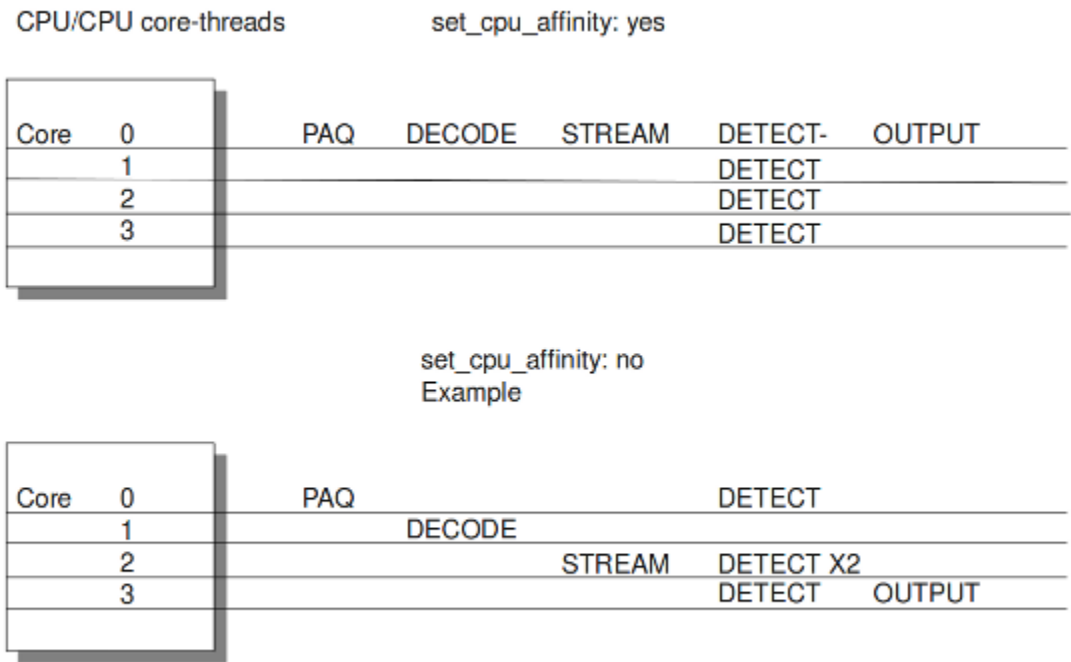 CPU/CPU core-threads set_cpu_affinity: yes
Core 0 PAQ DECODE STREAM DETECT- OUTPUT
1 DETECT
2 DETECT
3 DETECT
set_cpu_affinity: no
Example
Core 0 PAQ DETECT
1 DECODE
2 STREAM DETECT X2
3 DETECT OUTPUT